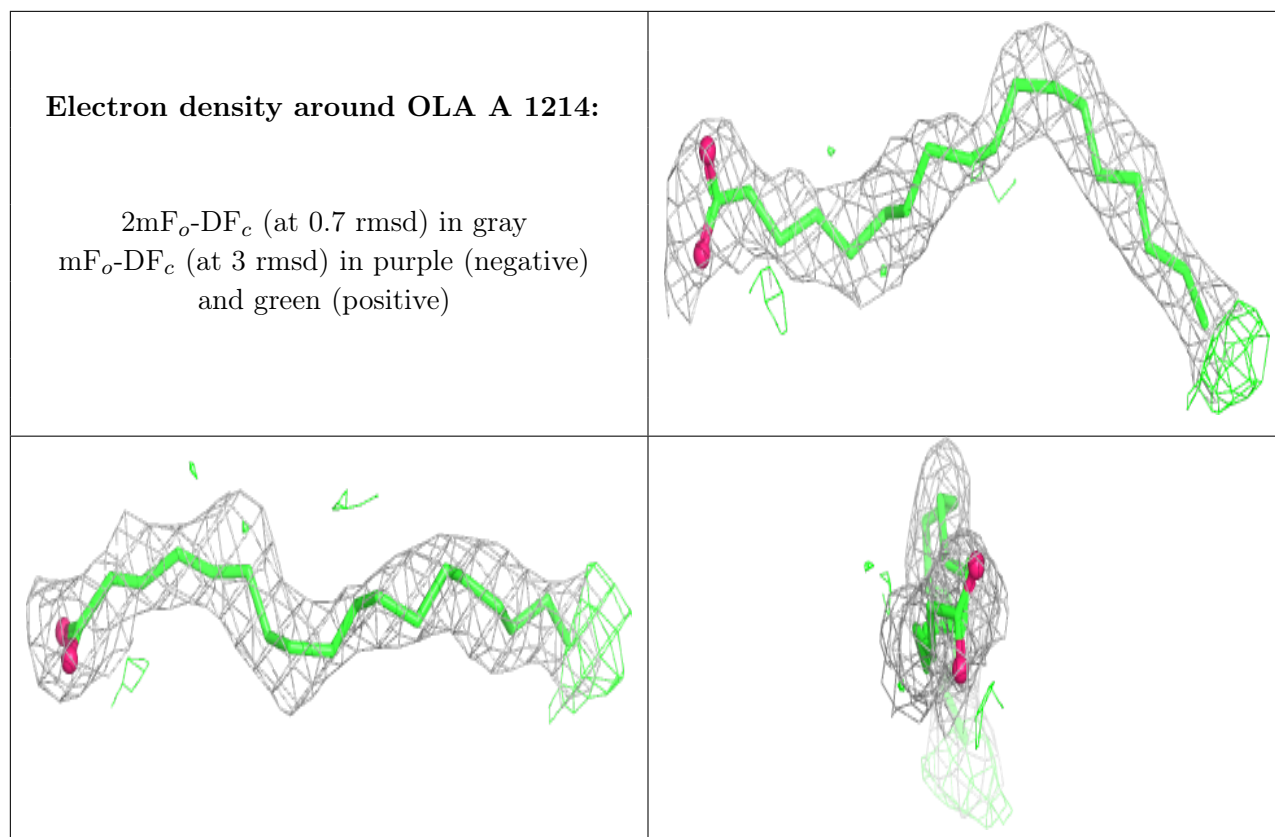 Electron density around OLA A 1214:
2mFₒ-DF𝒸 (at 0.7 rmsd) in gray
mFₒ-DF𝒸 (at 3 rmsd) in purple (negative)
and green (positive)